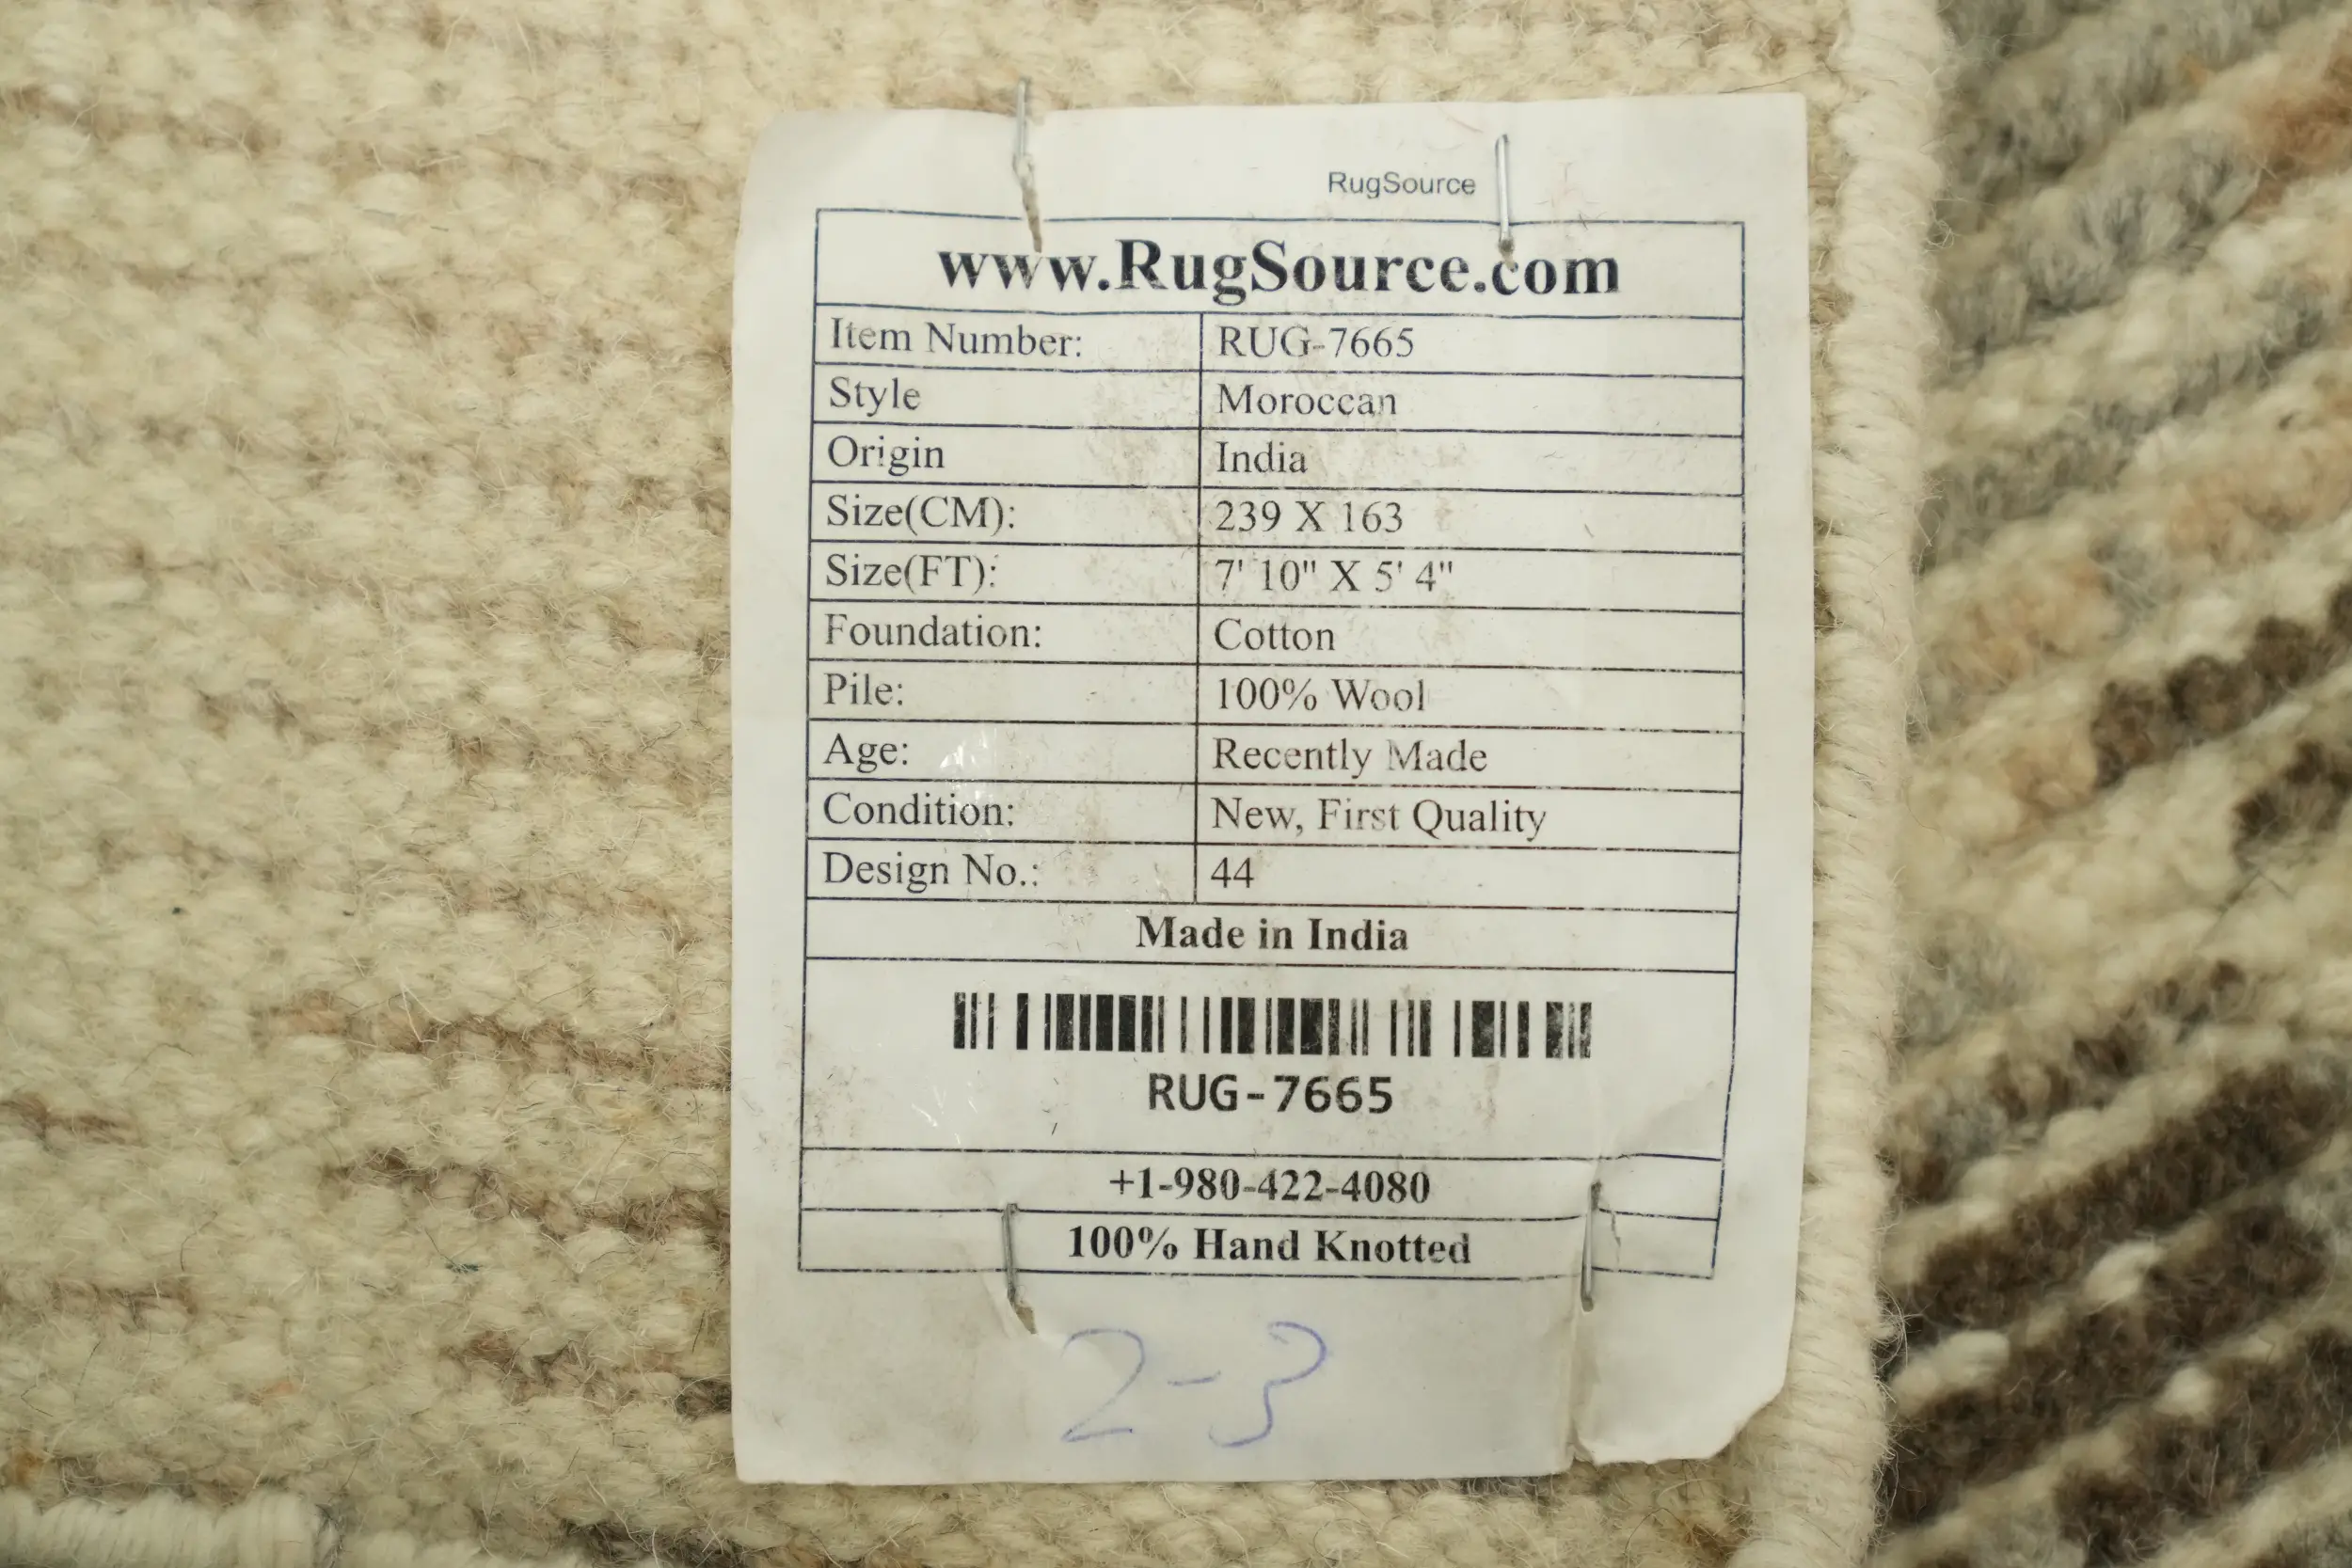 RugSource
www.RugSource.com
Item Number: RUG-7665
Style Moroccan
Origin India
Size(CM): 239 X 163
Size(FT): 7' 10" X 5' 4"
Foundation: Cotton
Pile: 100% Wool
Age: Recently Made
Condition: New, First Quality
Design No.: 44
Made in India
RUG-7665
+1-980-422-4080
100% Hand Knotted
2-3